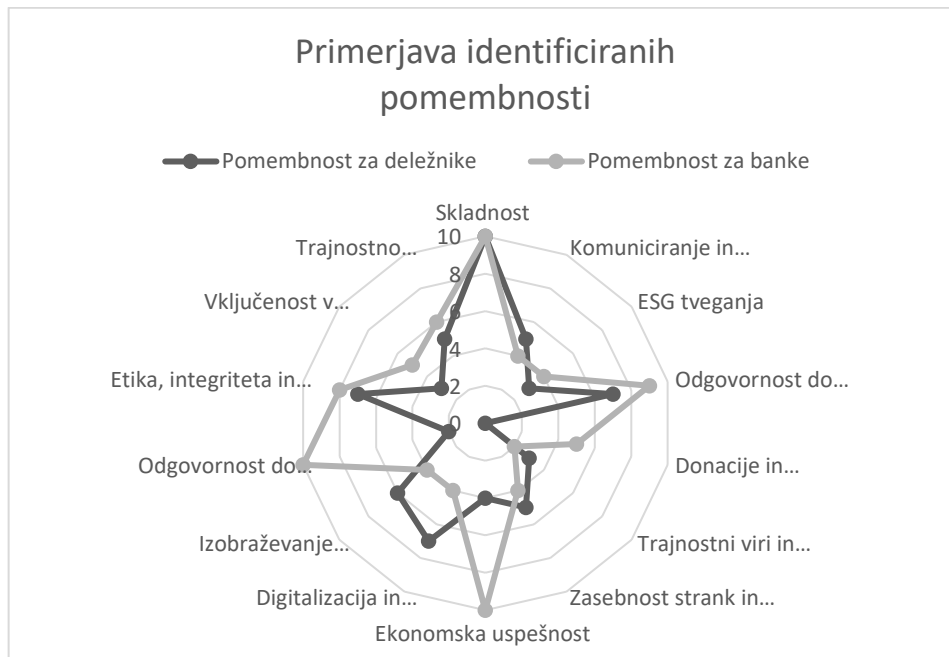 Primerjava identificiranih
pomembnosti
Pomembnost za deležnike
Pomembnost za banke
Skladnost
Komuniciranje in...
ESG tveganja
Odgovornost do...
Donacije in...
Trajnostni viri in...
Zasebnost strank in...
Ekonomska uspešnost
Digitalizacija in...
Izobraževanje...
Odgovornost do...
Etika, integriteta in...
Vključenost v...
Trajnostno...
10
8
6
4
2
0